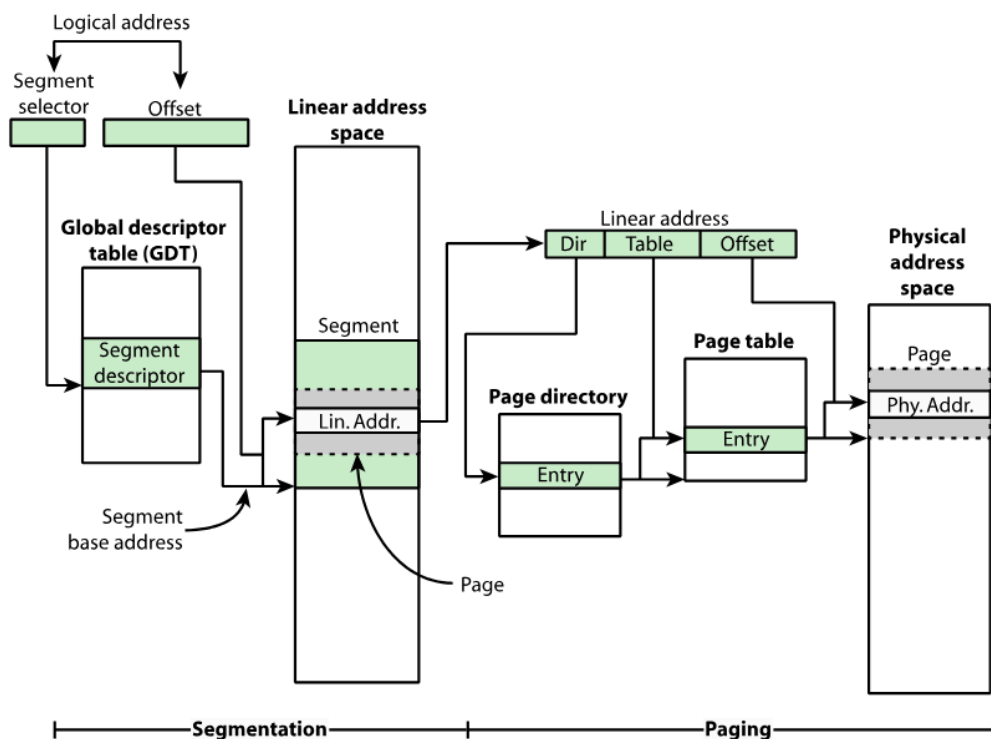 Logical address
Segment
selector
Offset
Linear address
space
Global descriptor
table (GDT)
Segment
descriptor
Segment
base address
Segment
Lin. Addr.
Page
Linear address
Dir
Table
Offset
Page directory
Entry
Page table
Entry
Physical
address
space
Page
Phy. Addr.
Segmentation
Paging